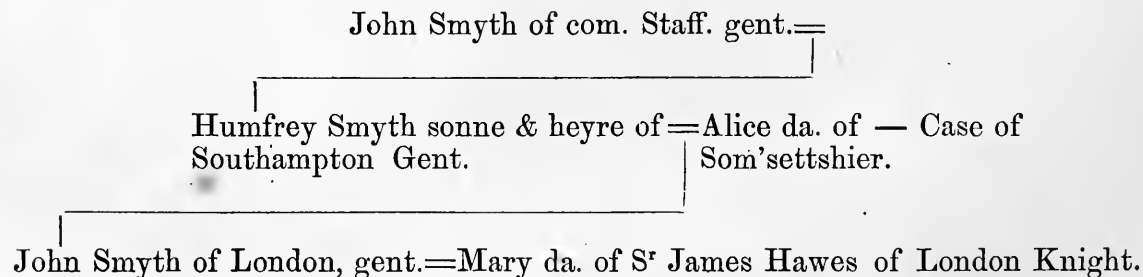 John Smyth of com. Staff. gent.=
Humfrey Smyth sonne & heyre of=Alice da. of — Case of
Southampton Gent. Som'settshier.
John Smyth of London, gent.=Mary da. of Sʳ James Hawes of London Knight